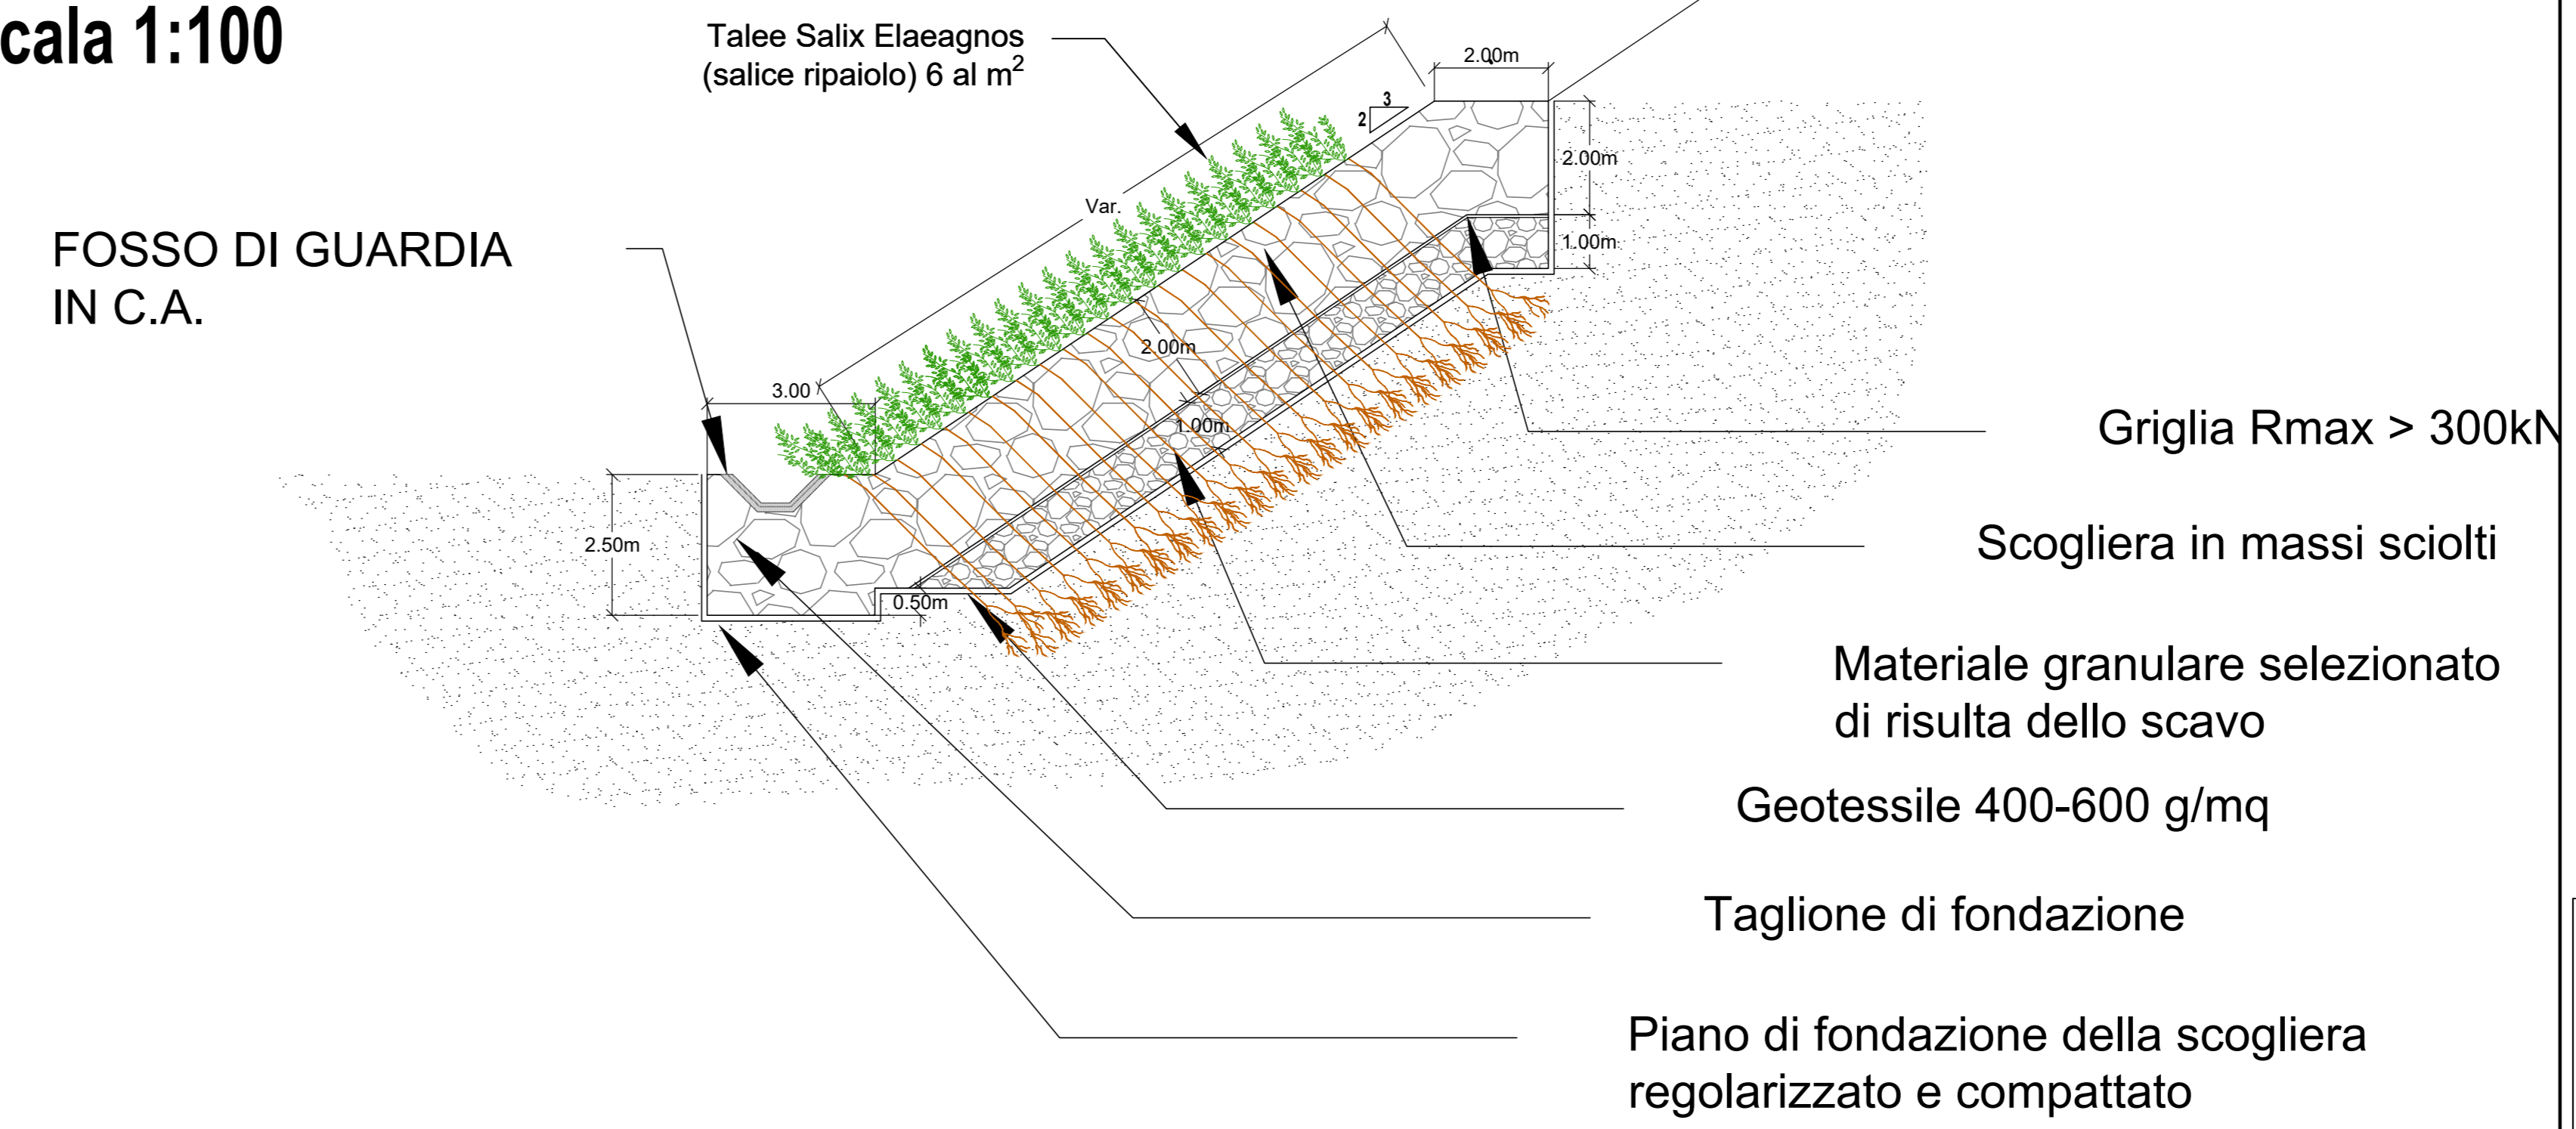 cala 1:100
Talee Salix Elaeagnos
(salice ripaiolo) 6 al m²
2.00m
3
2
2.00m
Var.
1.00m
FOSSO DI GUARDIA
IN C.A.
2.00m
3.00
1.00m
Griglia Rmax > 300kN
2.50m
Scogliera in massi sciolti
0.50m
Materiale granulare selezionato
di risulta dello scavo
Geotessile 400-600 g/mq
Taglione di fondazione
Piano di fondazione della scogliera
regolarizzato e compattato